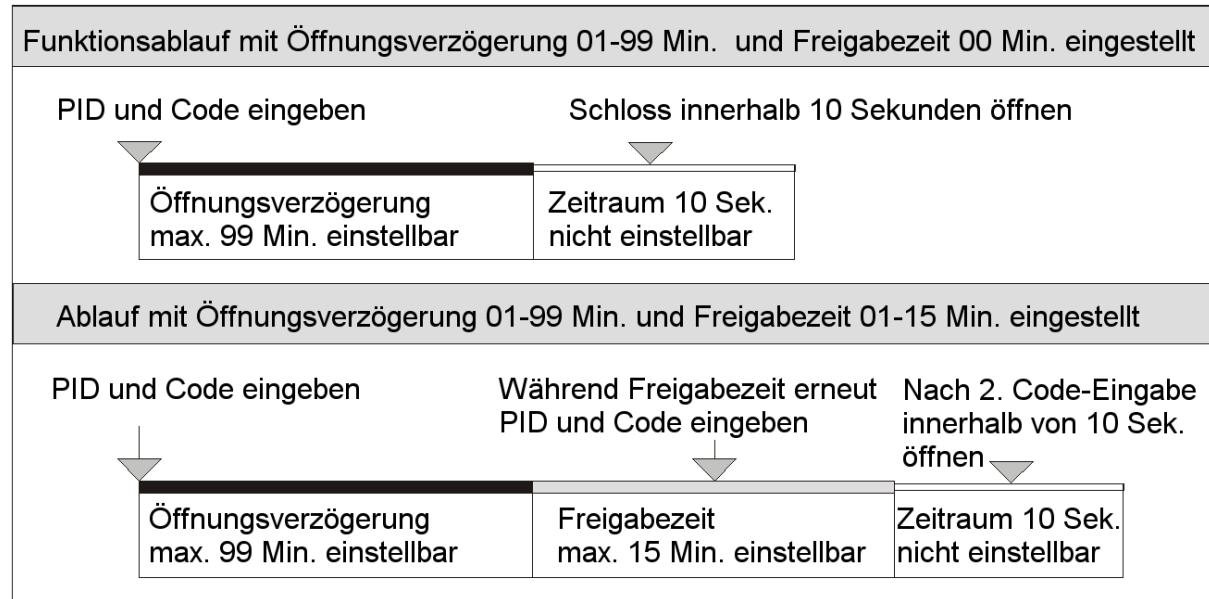 Funktionsablauf mit Öffnungsverzögerung 01-99 Min. und Freigabezeit 00 Min. eingestellt
PID und Code eingeben
Schloss innerhalb 10 Sekunden öffnen
Öffnungsverzögerung
max. 99 Min. einstellbar
Zeitraum 10 Sek.
nicht einstellbar
Ablauf mit Öffnungsverzögerung 01-99 Min. und Freigabezeit 01-15 Min. eingestellt
PID und Code eingeben
Während Freigabezeit erneut
PID und Code eingeben
Nach 2. Code-Eingabe
innerhalb von 10 Sek.
öffnen
Öffnungsverzögerung
max. 99 Min. einstellbar
Freigabezeit
max. 15 Min. einstellbar
Zeitraum 10 Sek.
nicht einstellbar